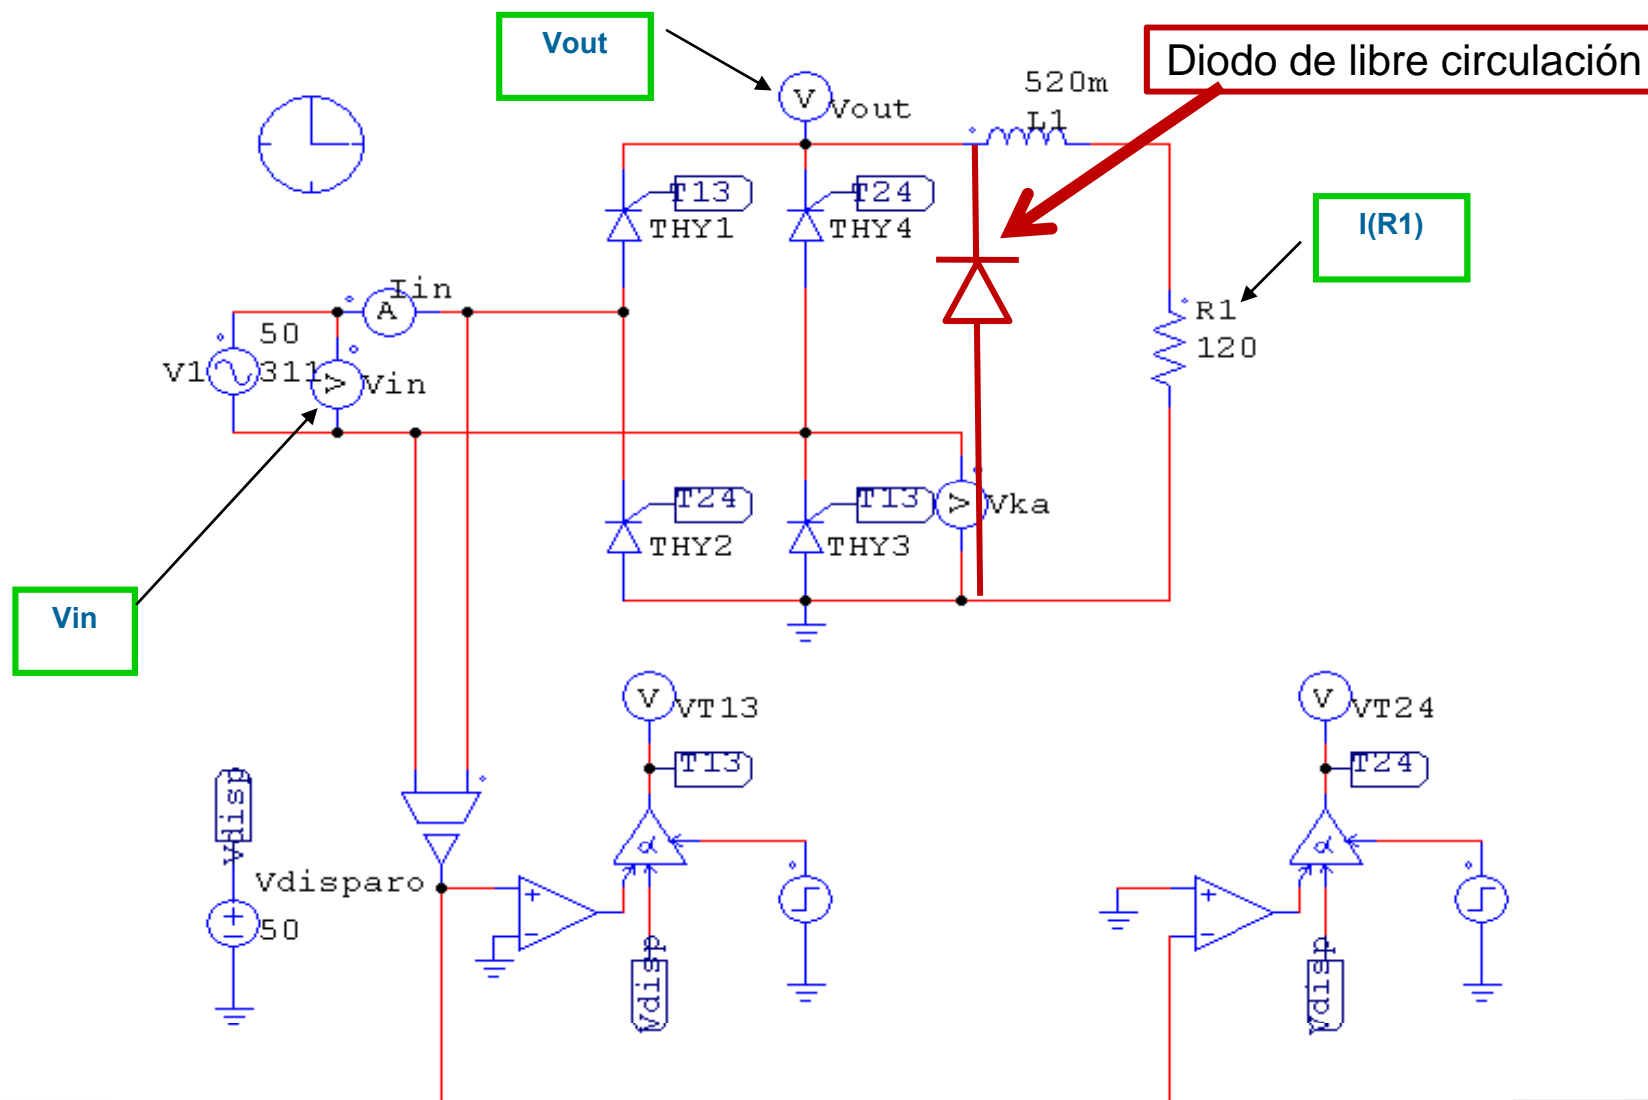 Vout
Diodo de libre circulación
520m
Vout
L1
T13
T24
THY1
THY4
I(R1)
Iin
A
V
R1
50
120
V1
311
V
Vin
T24
T13
V
Vka
THY2
THY3
Vin
V
VT13
V
VT24
T13
T24
Vdisp
α
α
Vdisparo
50
Vdisp
Vdisp